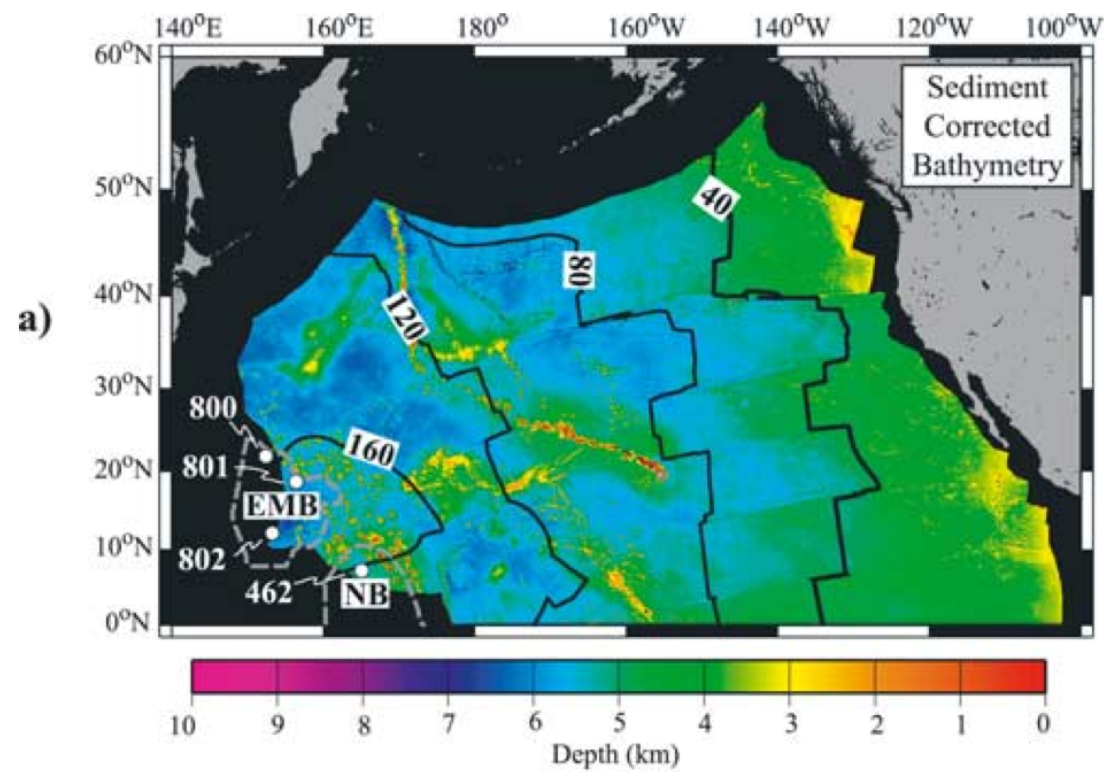 140°E 160°E 180° 160°W 140°W 120°W 100°W
60°N
Sediment
Corrected
Bathymetry
50°N
40
80
40°N
120
a)
30°N
800
160
20°N
801
EMB
10°N
802
462
NB
0°N
10 9 8 7 6 5 4 3 2 1 0
Depth (km)